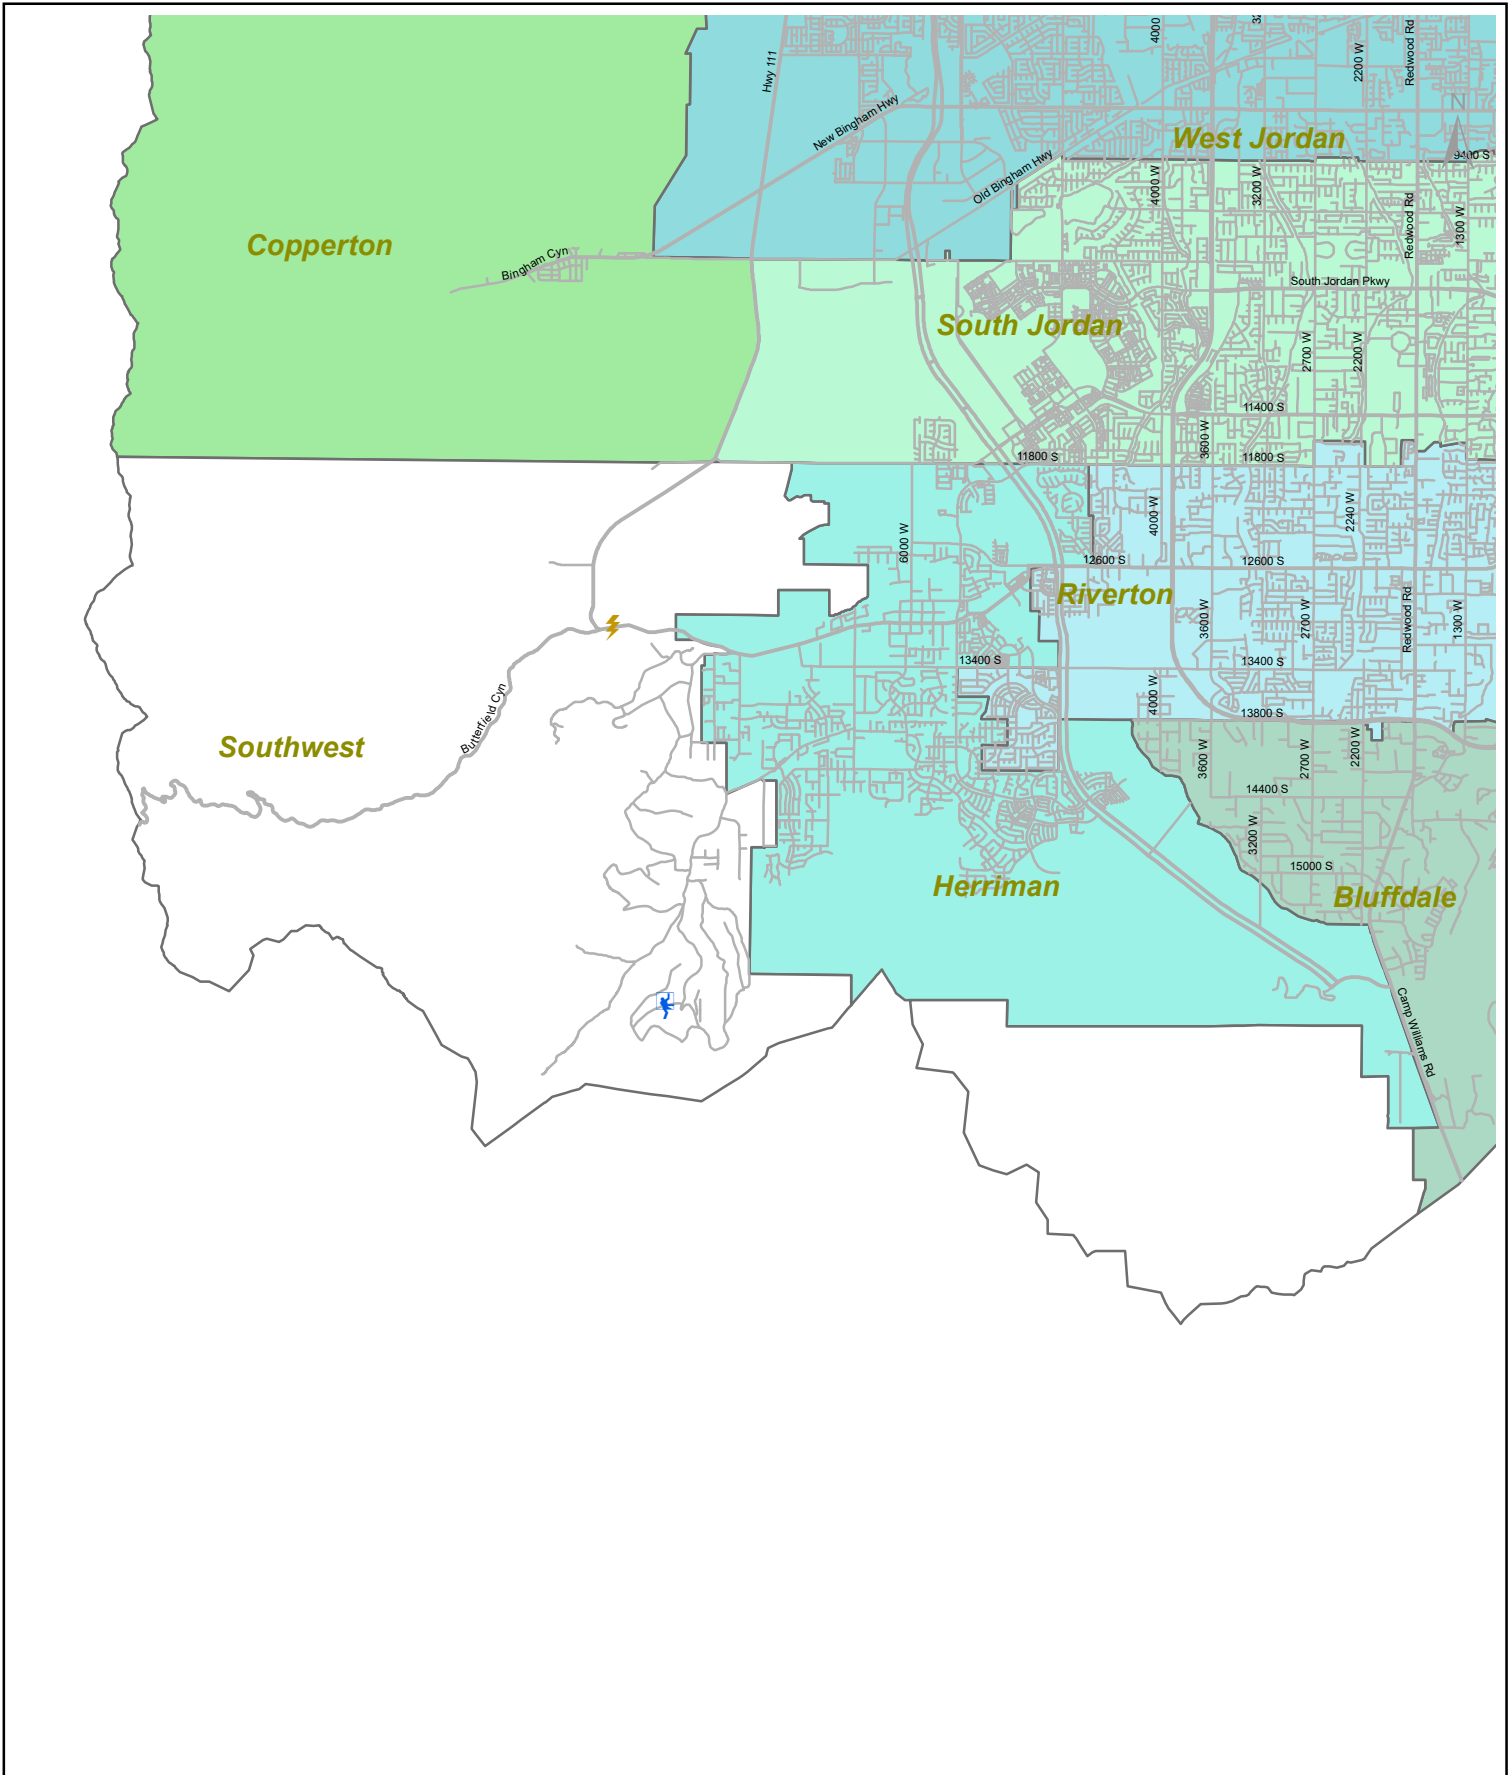 4000
32
2200 W
Redwood Rd
Hwy 111
N
New Bingham Hwy
West Jordan
Old Bingham Hwy
9400 S
4000 W
3200 W
Redwood Rd
1300 W
Copperton
Bingham Cyn
South Jordan Pkwy
South Jordan
2700 W
2200 W
11400 S
3600 W
11800 S
11800 S
4000 W
2240 W
6000 W
12600 S
12600 S
Riverton
3600 W
2700 W
Redwood Rd
1300 W
13400 S
13400 S
4000 W
13800 S
Butterfield Cyn
Southwest
3600 W
2700 W
2200 W
14400 S
3200 W
15000 S
Herriman
Bluffdale
Camp Williams Rd